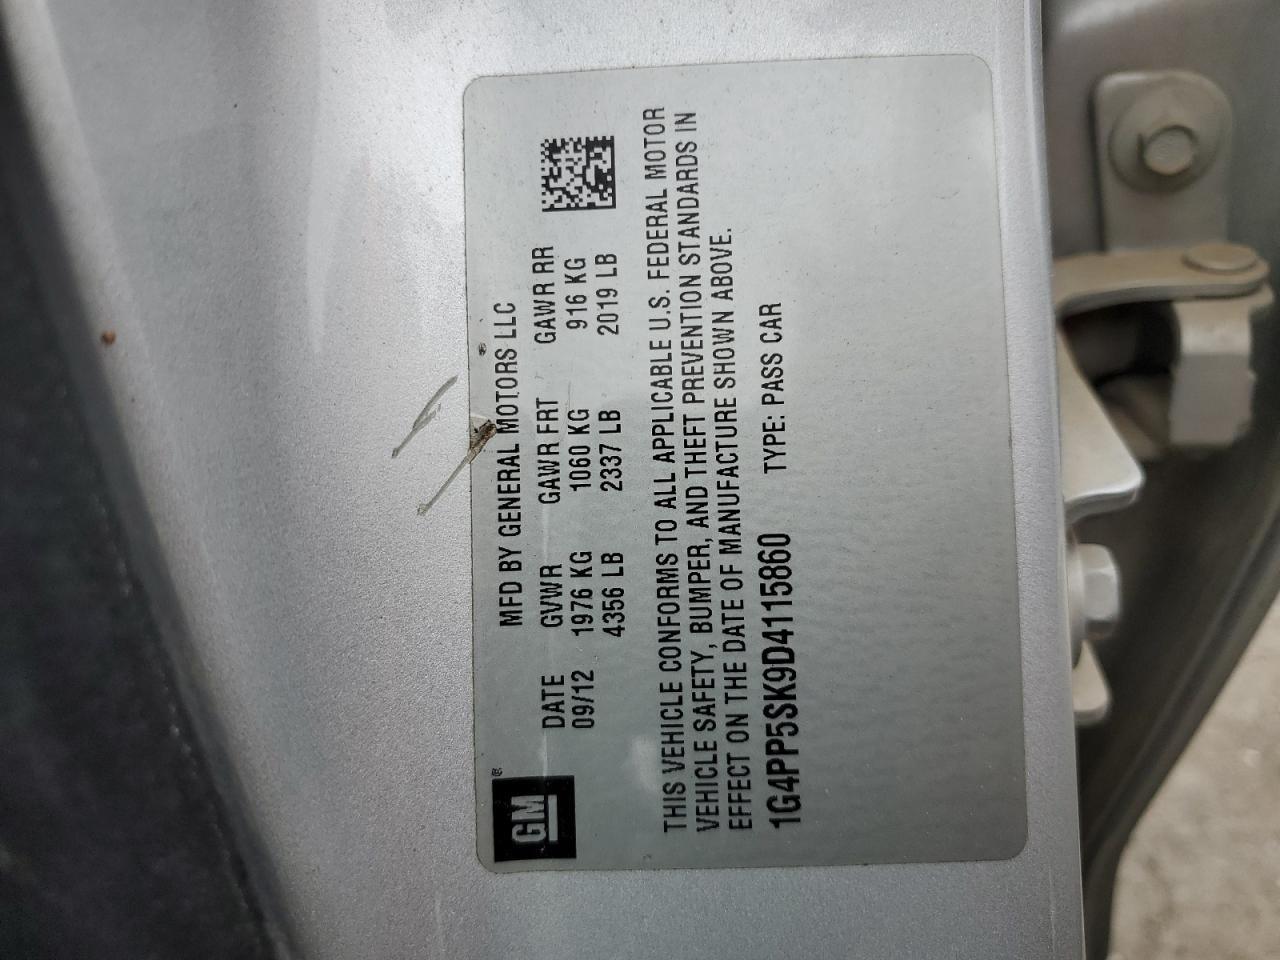 GM®
MFD BY GENERAL MOTORS LLC
DATE GVWR GAWR FRT GAWR RR
09/12 1976 KG 1060 KG 916 KG
4356 LB 2337 LB 2019 LB
THIS VEHICLE CONFORMS TO ALL APPLICABLE U.S. FEDERAL MOTOR
VEHICLE SAFETY, BUMPER, AND THEFT PREVENTION STANDARDS IN
EFFECT ON THE DATE OF MANUFACTURE SHOWN ABOVE.
1G4PP5SK9D4115860 TYPE: PASS CAR